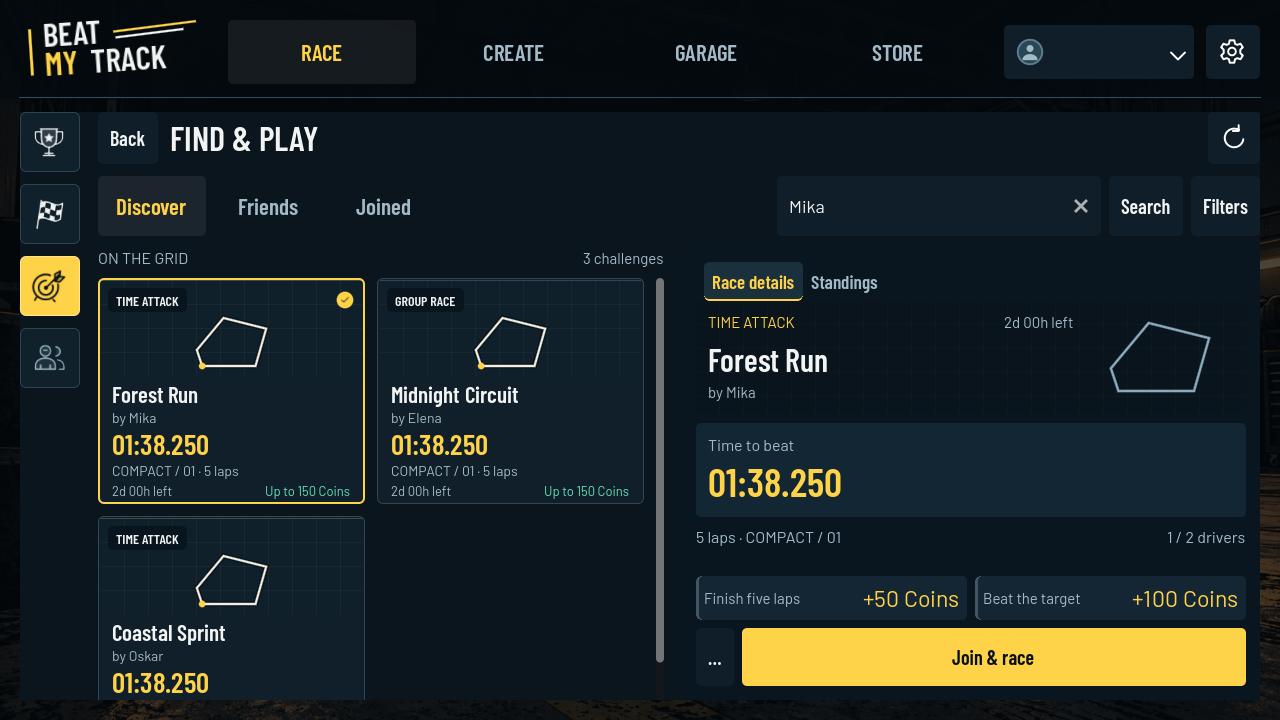 BEAT
MY TRACK
RACE
CREATE
GARAGE
STORE
Back
FIND & PLAY
Discover
Friends
Joined
Mika
Search
Filters
ON THE GRID
3 challenges
TIME ATTACK
Forest Run
by Mika
01:38.250
COMPACT / 01 · 5 laps
2d 00h left
Up to 150 Coins
GROUP RACE
Midnight Circuit
by Elena
01:38.250
COMPACT / 01 · 5 laps
2d 00h left
Up to 150 Coins
TIME ATTACK
Coastal Sprint
by Oskar
01:38.250
Race details
Standings
TIME ATTACK
2d 00h left
Forest Run
by Mika
Time to beat
01:38.250
5 laps · COMPACT / 01
1 / 2 drivers
Finish five laps
+50 Coins
Beat the target
+100 Coins
...
Join & race